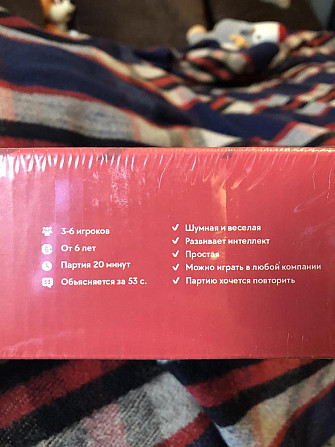 3-6 игроков
От 6 лет
Партия 20 минут
53 Объясняется за 53 с.
✓ Шумная и веселая
✓ Развивает интеллект
✓ Простая
✓ Можно играть в любой компании
✓ Партию хочется повторить